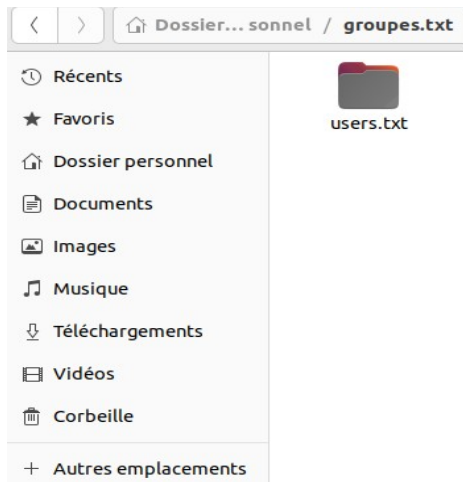 Dossier... sonnel / groupes.txt
Récents
Favoris
Dossier personnel
Documents
Images
Musique
Téléchargements
Vidéos
Corbeille
+ Autres emplacements
users.txt